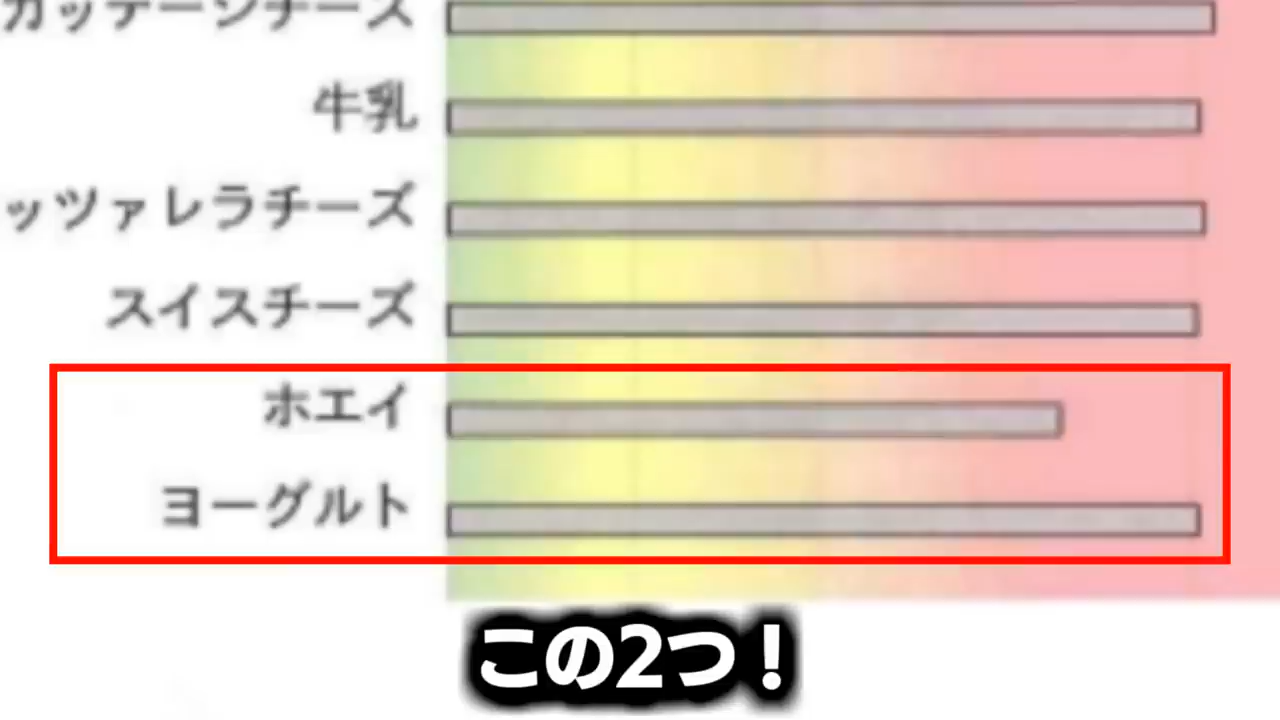 カッテージチーズ
牛乳
ッツァレラチーズ
スイスチーズ
ホエイ
ヨーグルト
この2つ！